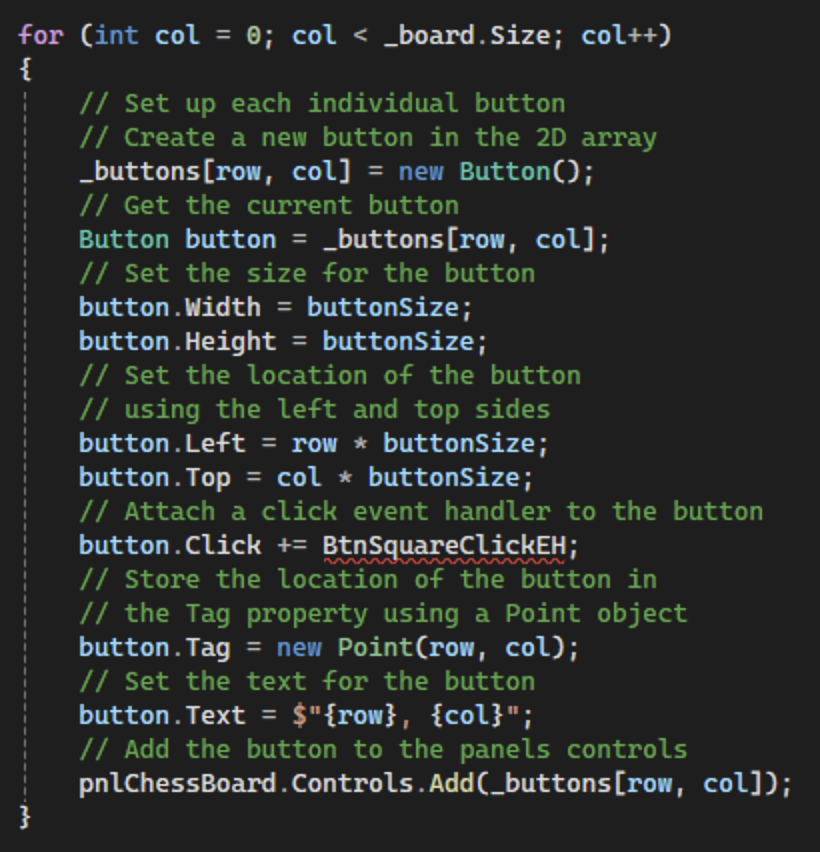 for (int col = 0; col < _board.Size; col++)
{
    // Set up each individual button
    // Create a new button in the 2D array
    _buttons[row, col] = new Button();
    // Get the current button
    Button button = _buttons[row, col];
    // Set the size for the button
    button.Width = buttonSize;
    button.Height = buttonSize;
    // Set the location of the button
    // using the left and top sides
    button.Left = row * buttonSize;
    button.Top = col * buttonSize;
    // Attach a click event handler to the button
    button.Click += BtnSquareClickEH;
    // Store the location of the button in
    // the Tag property using a Point object
    button.Tag = new Point(row, col);
    // Set the text for the button
    button.Text = $"{row}, {col}";
    // Add the button to the panels controls
    pnlChessBoard.Controls.Add(_buttons[row, col]);
}